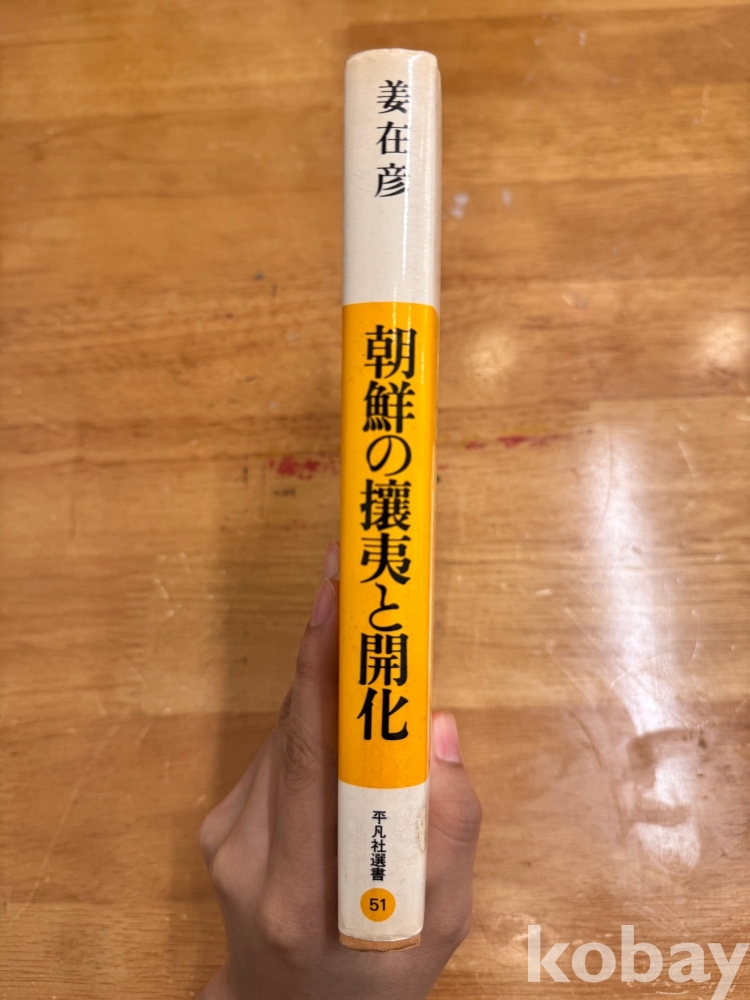 姜在彦
朝鮮の攘夷と開化
平凡社選書
51
kobay